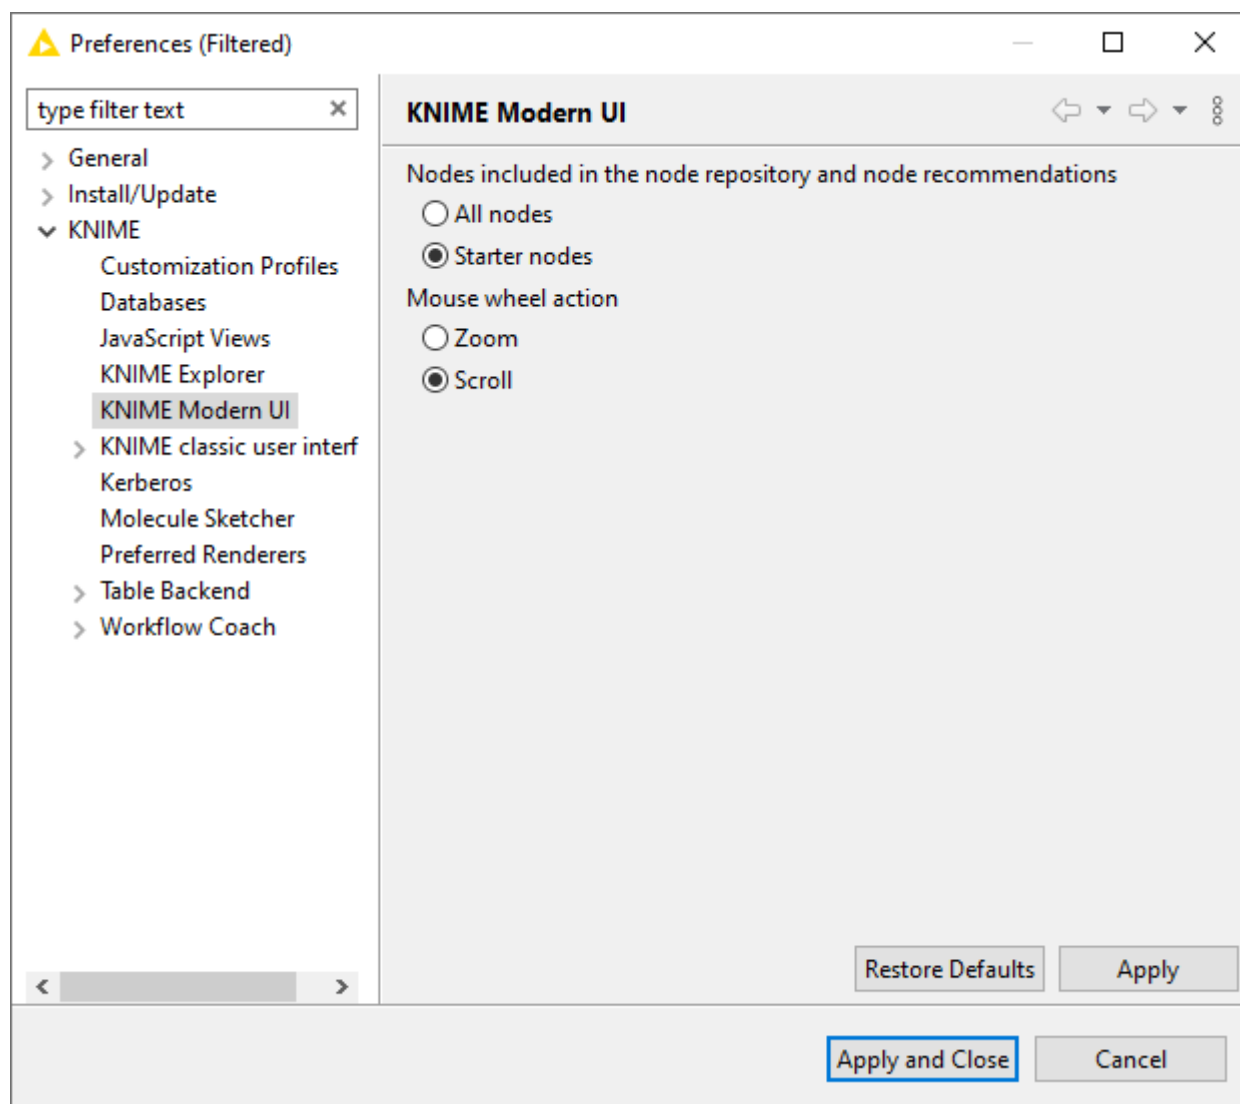 Preferences (Filtered)
type filter text
General
Install/Update
KNIME
Customization Profiles
Databases
JavaScript Views
KNIME Explorer
KNIME Modern UI
KNIME classic user interf
Kerberos
Molecule Sketcher
Preferred Renderers
Table Backend
Workflow Coach
KNIME Modern UI
Nodes included in the node repository and node recommendations
All nodes
Starter nodes
Mouse wheel action
Zoom
Scroll
Restore Defaults
Apply
Apply and Close
Cancel